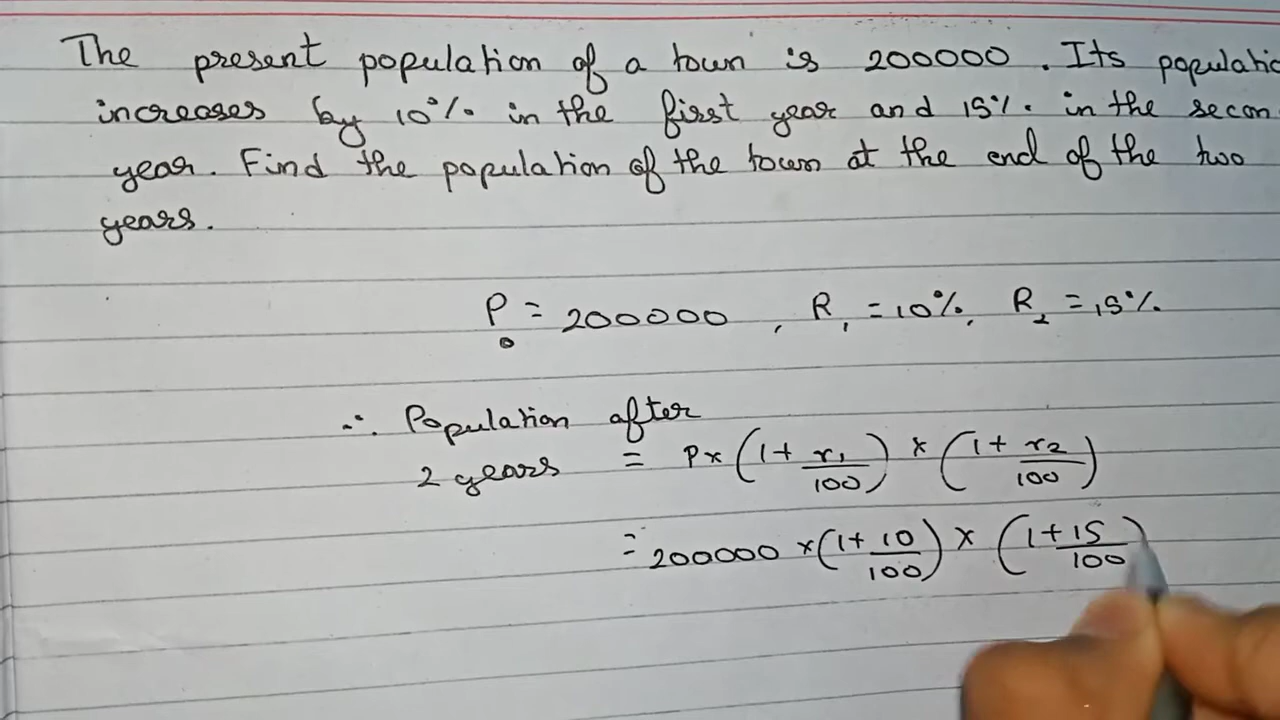 The present population of a town is 200000. Its populatio
increases by 10% in the first year and 15% in the secon
year. Find the population of the town at the end of the two
years.
P₀ = 200000, R₁ = 10%, R₂ = 15%
∴ Population after
2 years = P × (1 + r₁/100) × (1 + r₂/100)
= 200000 × (1 + 10/100) × (1 + 15/100)